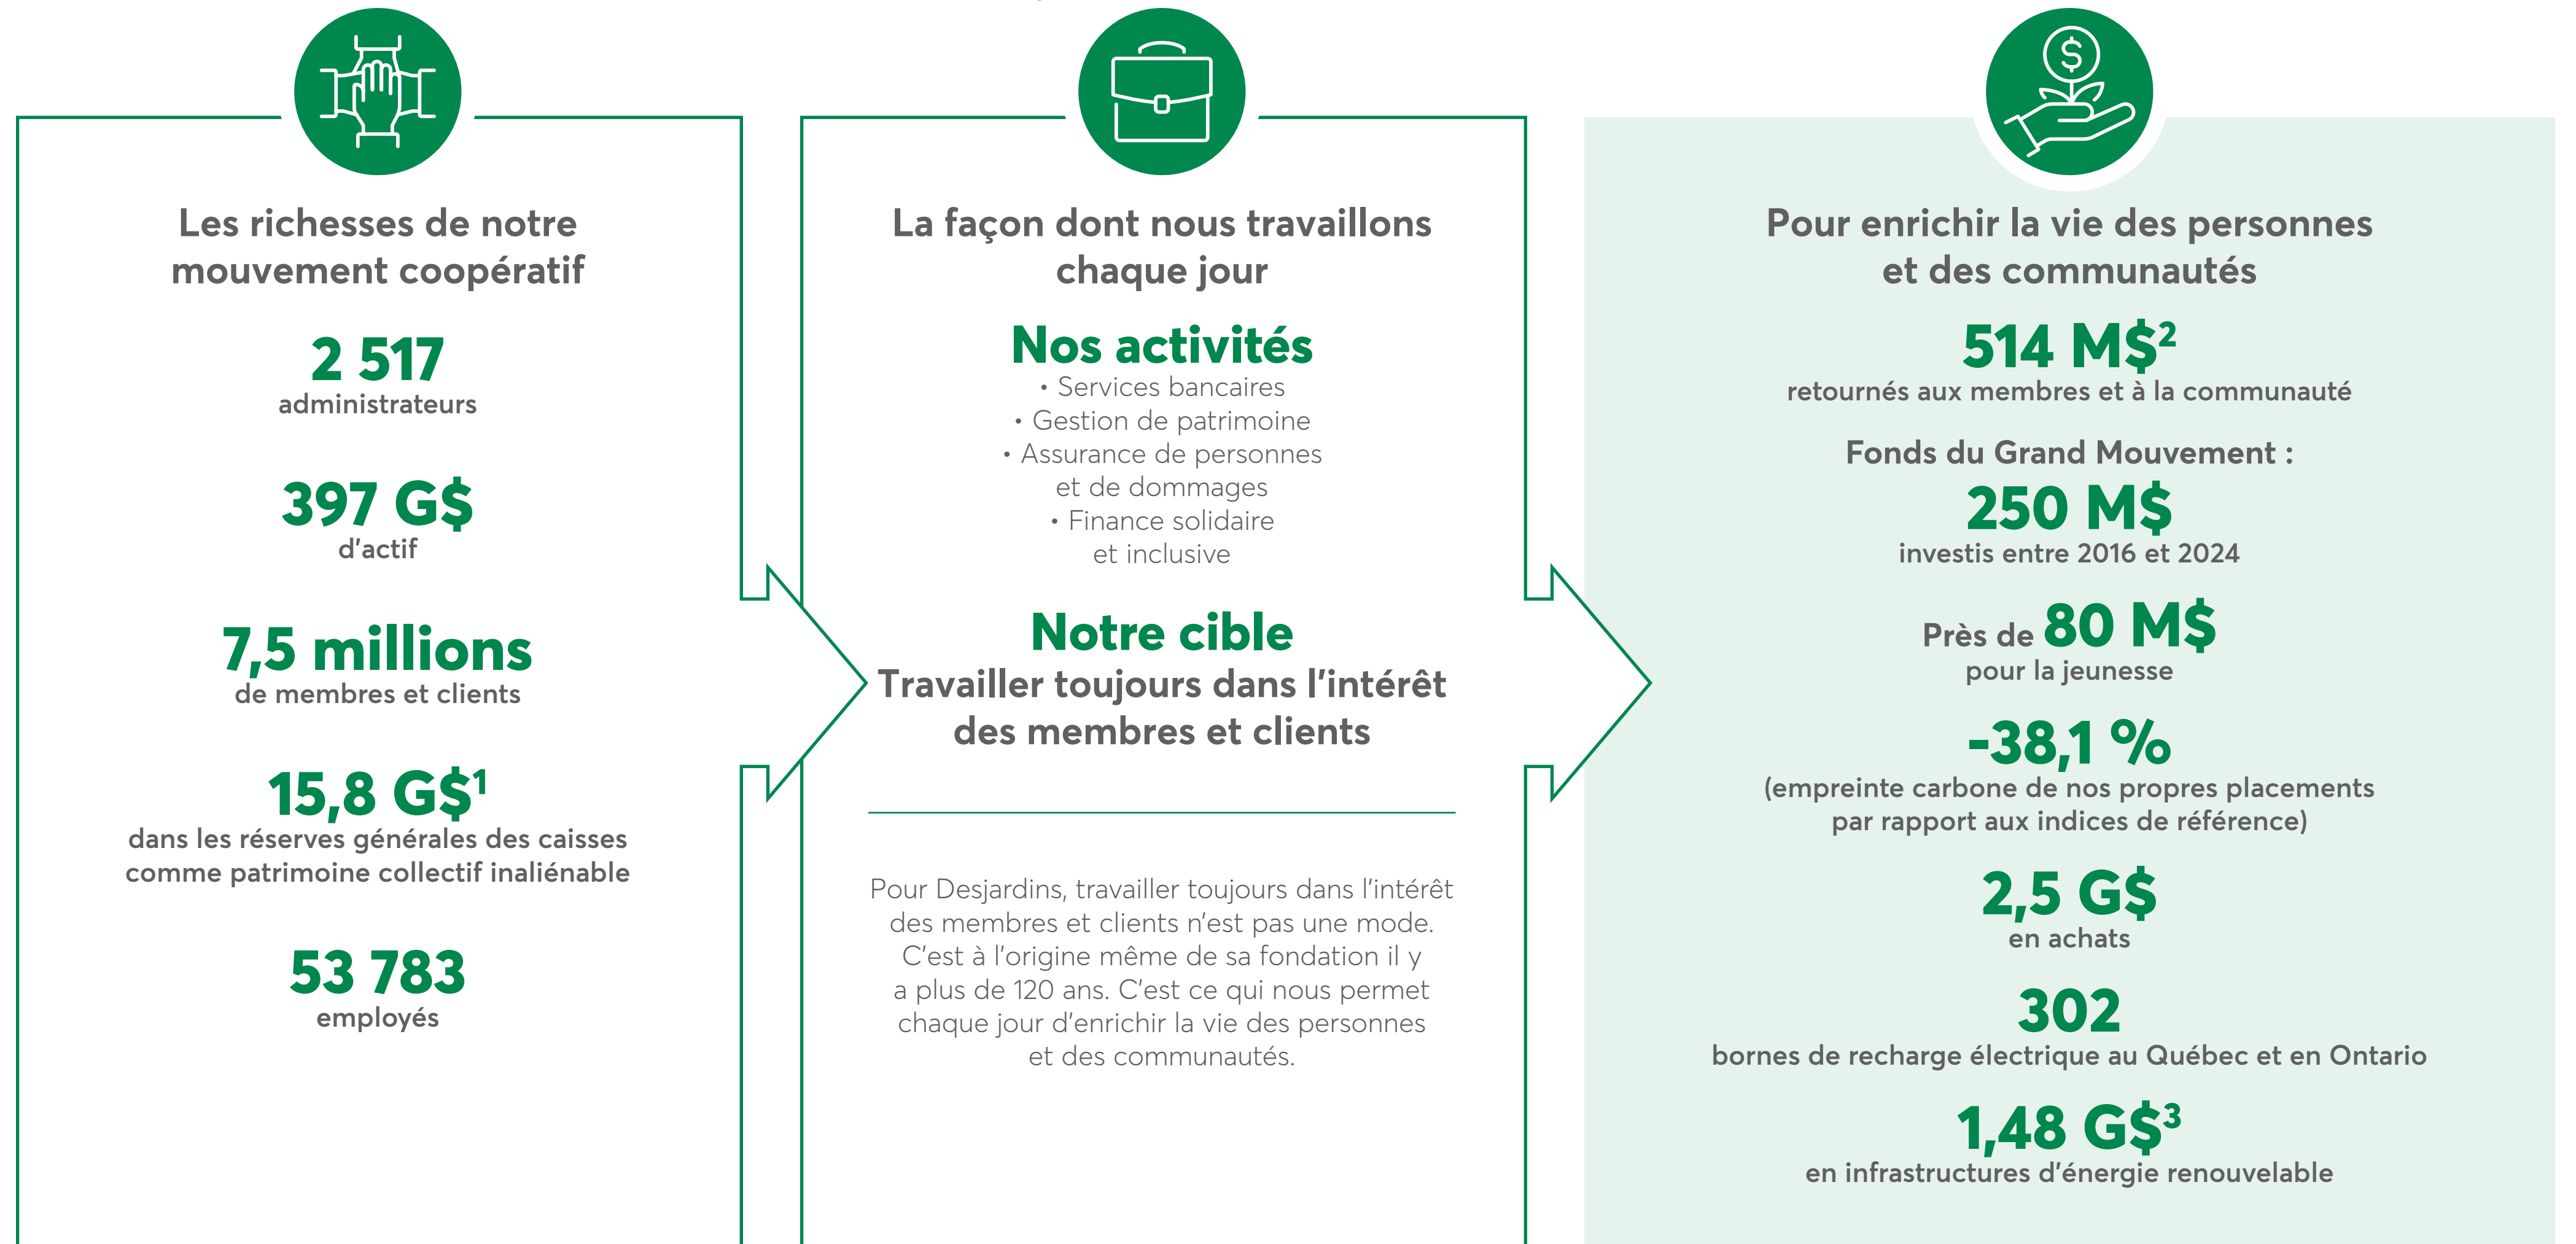 Les richesses de notre
mouvement coopératif
2 517
administrateurs
397 G$
d'actif
7,5 millions
de membres et clients
15,8 G$1
dans les réserves générales des caisses
comme patrimoine collectif inaliénable
53 783
employés
La façon dont nous travaillons
chaque jour
Nos activités
• Services bancaires
• Gestion de patrimoine
• Assurance de personnes
et de dommages
• Finance solidaire
et inclusive
Notre cible
Travailler toujours dans l'intérêt
des membres et clients
Pour Desjardins, travailler toujours dans l'intérêt
des membres et clients n'est pas une mode.
C'est à l'origine même de sa fondation il y
a plus de 120 ans. C'est ce qui nous permet
chaque jour d'enrichir la vie des personnes
et des communautés.
$
Pour enrichir la vie des personnes
et des communautés
514 M$2
retournés aux membres et à la communauté
Fonds du Grand Mouvement :
250 M$
investis entre 2016 et 2024
Près de 80 M$
pour la jeunesse
-38,1 %
(empreinte carbone de nos propres placements
par rapport aux indices de référence)
2,5 G$
en achats
302
bornes de recharge électrique au Québec et en Ontario
1,48 G$3
en infrastructures d'énergie renouvelable